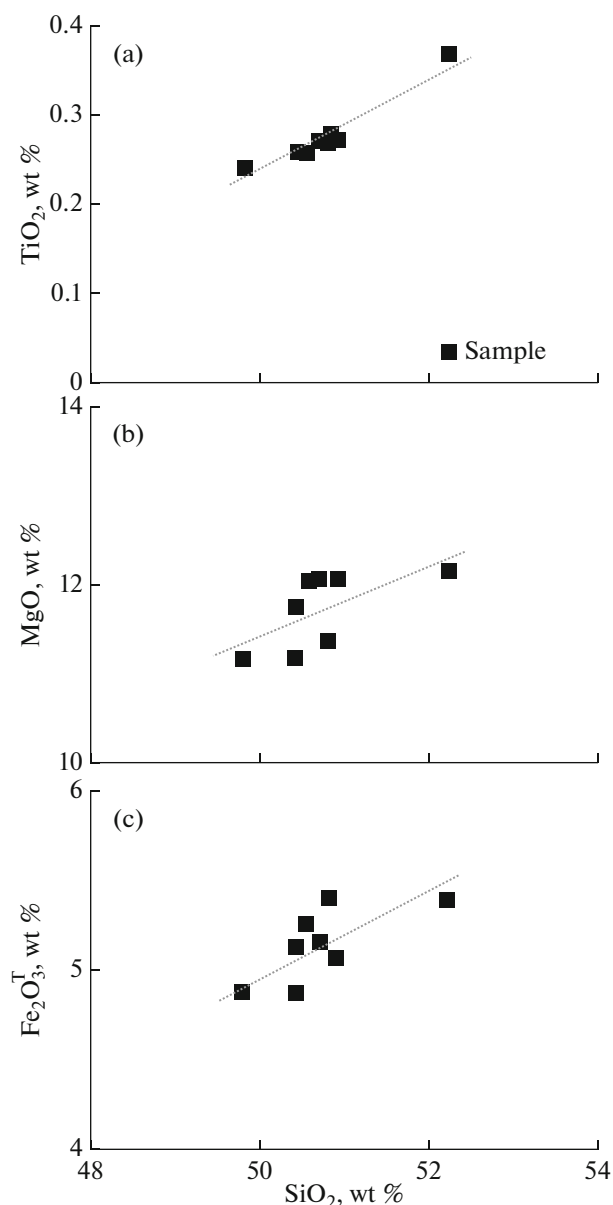 0.4
(a)
0.3
0.2
0.1
0
TiO₂, wt %
Sample
14
(b)
12
10
MgO, wt %
6
(c)
5
4
Fe₂O₃ᵀ, wt %
48 50 52 54
SiO₂, wt %